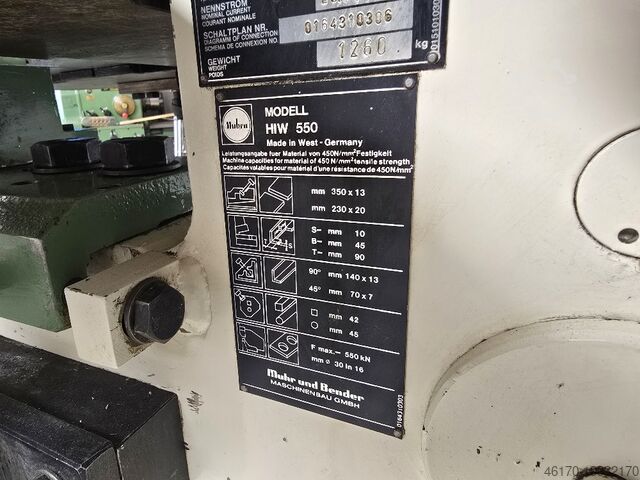 NENNSTROM
NOMINAL CURRENT
COURANT NOMINALE
SCHALTPLAN NR.
DIAGRAMM OF CONNECTION
SCHEMA DE CONNEXION NO.
0164310306
GEWICHT
WEIGHT
POIDS
1260 kg
Mubea
MODELL
HIW 550
Made in West - Germany
Leistungsangabe fuer Material von 450N/mm² Festigkeit
Machine capacities for material of 450 N/mm² tensile strength
Capacités valables pour matériel d'une résistance de 450N/mm²
mm 350 x 13
mm 230 x 20
S- mm 10
B- mm 45
T- mm 90
90° mm 140 x 13
45° mm 70 x 7
□ mm 42
○ mm 45
F max.- 550 kN
mm ø 30 in 16
Muhr und Bender
MASCHINENBAU GMBH
0164310303